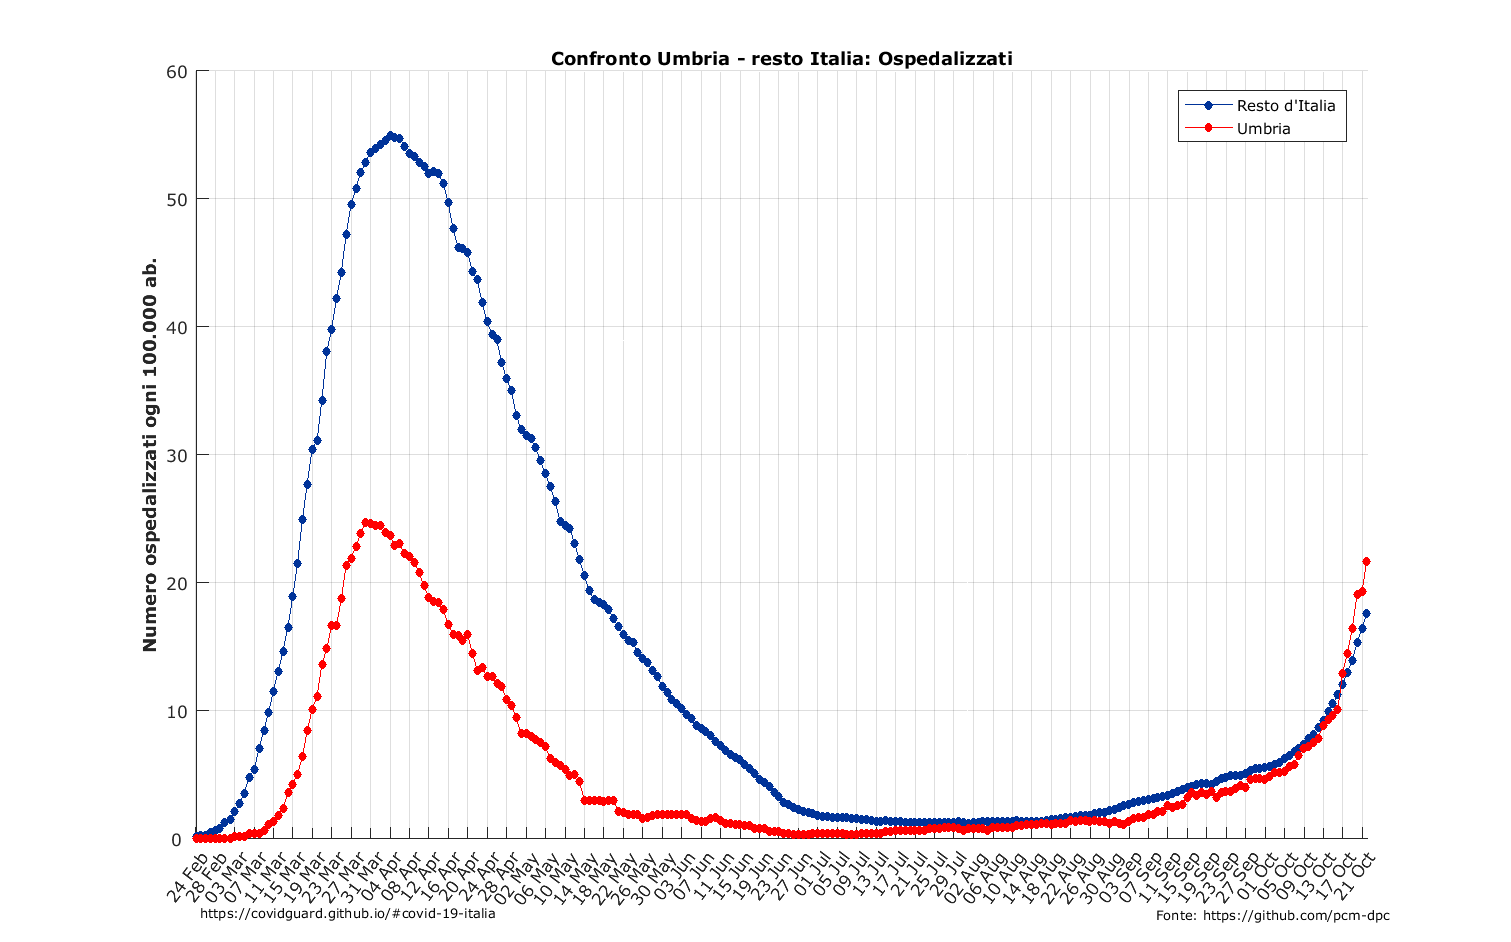 Confronto Umbria - resto Italia: Ospedalizzati
Resto d'Italia
Umbria
Numero ospedalizzati ogni 100.000 ab.
60
50
40
30
20
10
0
24 Feb
28 Feb
03 Mar
07 Mar
11 Mar
15 Mar
19 Mar
23 Mar
27 Mar
31 Mar
04 Apr
08 Apr
12 Apr
16 Apr
20 Apr
24 Apr
28 Apr
02 May
06 May
10 May
14 May
18 May
22 May
26 May
30 May
03 Jun
07 Jun
11 Jun
15 Jun
19 Jun
23 Jun
27 Jun
01 Jul
05 Jul
09 Jul
13 Jul
17 Jul
21 Jul
25 Jul
29 Jul
02 Aug
06 Aug
10 Aug
14 Aug
18 Aug
22 Aug
26 Aug
30 Aug
03 Sep
07 Sep
11 Sep
15 Sep
19 Sep
23 Sep
27 Sep
01 Oct
05 Oct
09 Oct
13 Oct
17 Oct
21 Oct
https://covidguard.github.io/#covid-19-italia
Fonte: https://github.com/pcm-dpc